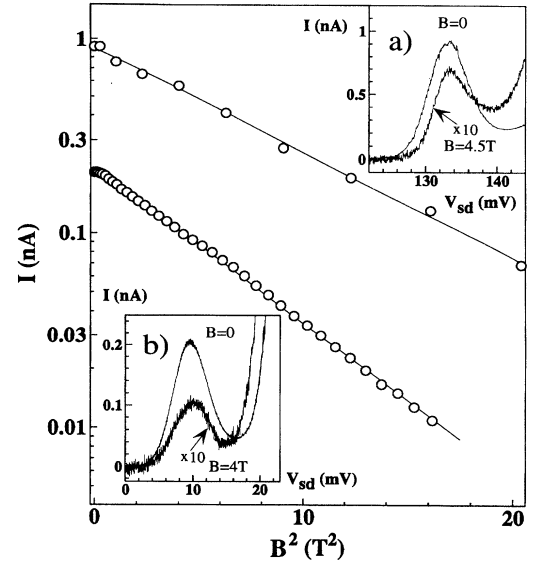 I (nA)
B=0
a)
1
0.5
0
x10
B=4.5T
130
140
V_sd (mV)
1
0.3
0.1
0.03
0.01
I (nA)
I (nA)
B=0
b)
0.2
0.1
0
x10
B=4T
0
10
20
V_sd (mV)
0
10
20
B² (T²)